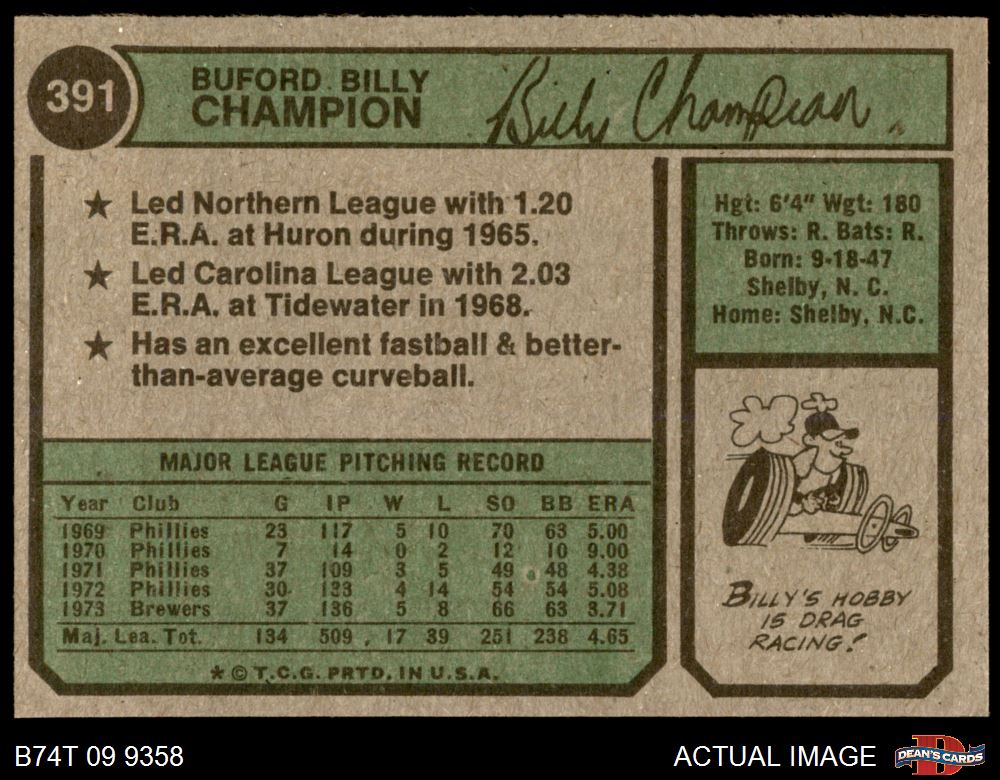 391
BUFORD BILLY
CHAMPION
Billy Champion
★ Led Northern League with 1.20
E.R.A. at Huron during 1965.
★ Led Carolina League with 2.03
E.R.A. at Tidewater in 1968.
★ Has an excellent fastball & better-
than-average curveball.
Hgt: 6'4" Wgt: 180
Throws: R. Bats: R.
Born: 9-18-47
Shelby, N. C.
Home: Shelby, N.C.
MAJOR LEAGUE PITCHING RECORD
Year Club G IP W L SO BB ERA
1969 Phillies 23 117 5 10 70 63 5.00
1970 Phillies 7 14 0 2 12 10 9.00
1971 Phillies 37 109 3 5 49 48 4.38
1972 Phillies 30 133 4 14 54 54 5.08
1973 Brewers 37 136 5 8 66 63 3.71
Maj. Lea. Tot. 134 509 17 39 251 238 4.65
* © T.C.G. PRTD. IN U.S.A.
BILLY'S HOBBY
IS DRAG
RACING!
B74T 09 9358
ACTUAL IMAGE
DEAN'S CARDS